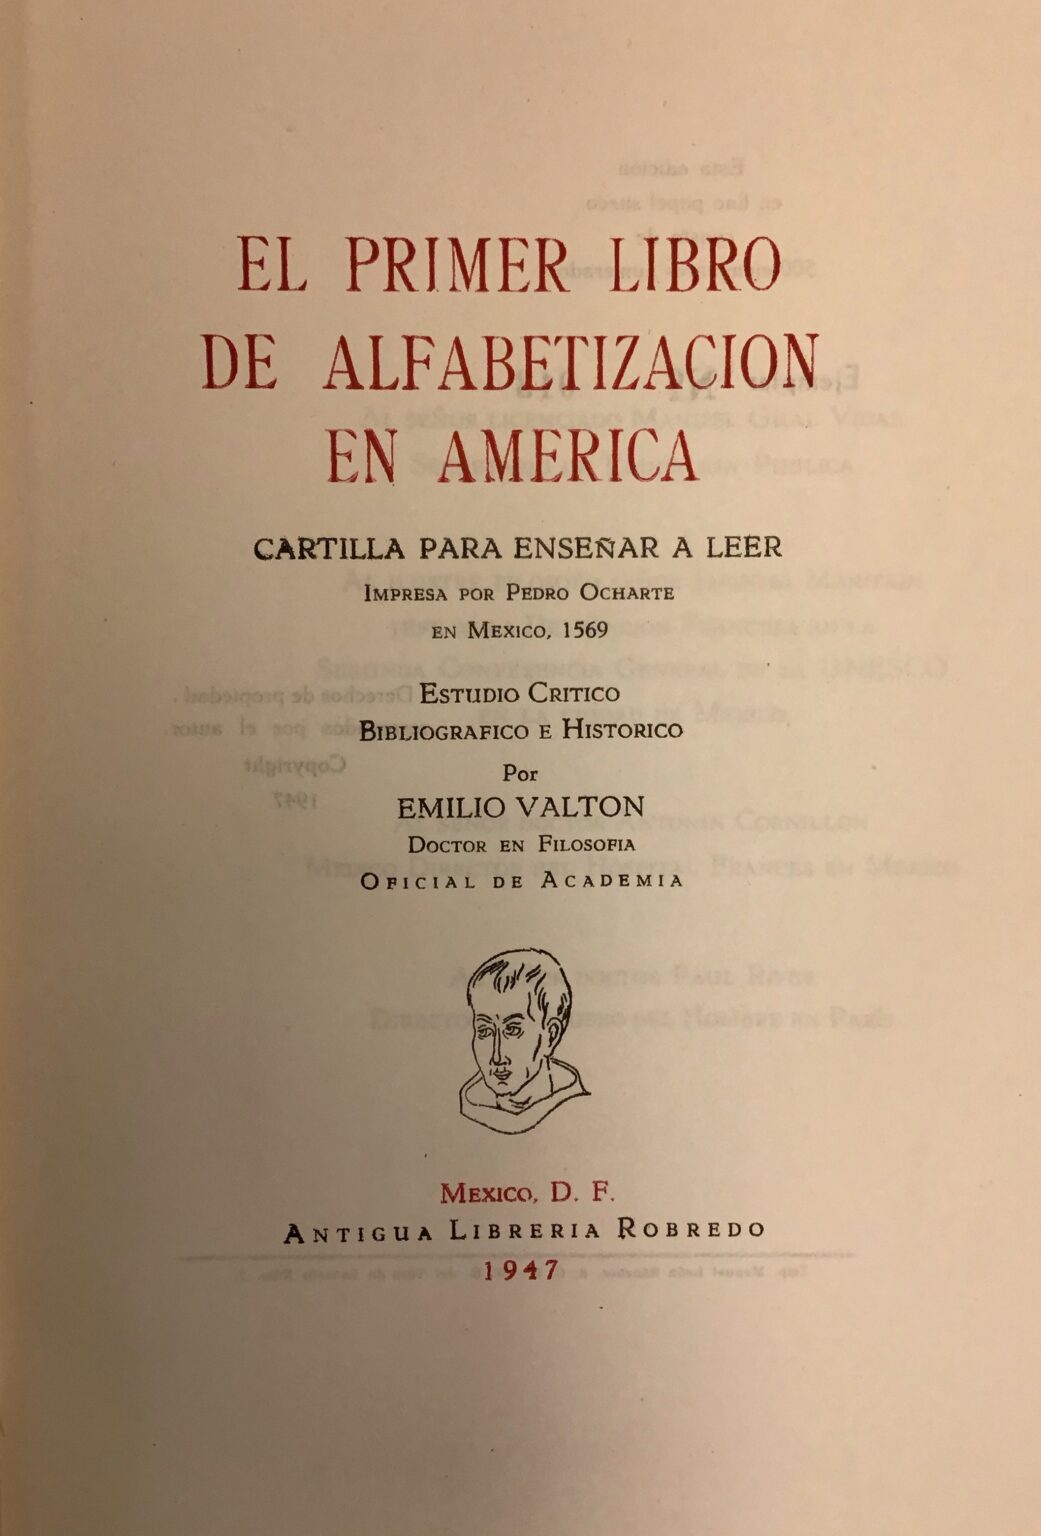 EL PRIMER LIBRO
DE ALFABETIZACION
EN AMERICA
CARTILLA PARA ENSEÑAR A LEER
IMPRESA POR PEDRO OCHARTE
EN MEXICO, 1569
ESTUDIO CRITICO
BIBLIOGRAFICO E HISTORICO
Por
EMILIO VALTON
DOCTOR EN FILOSOFIA
OFICIAL DE ACADEMIA
MEXICO, D. F.
ANTIGUA LIBRERIA ROBREDO
1947